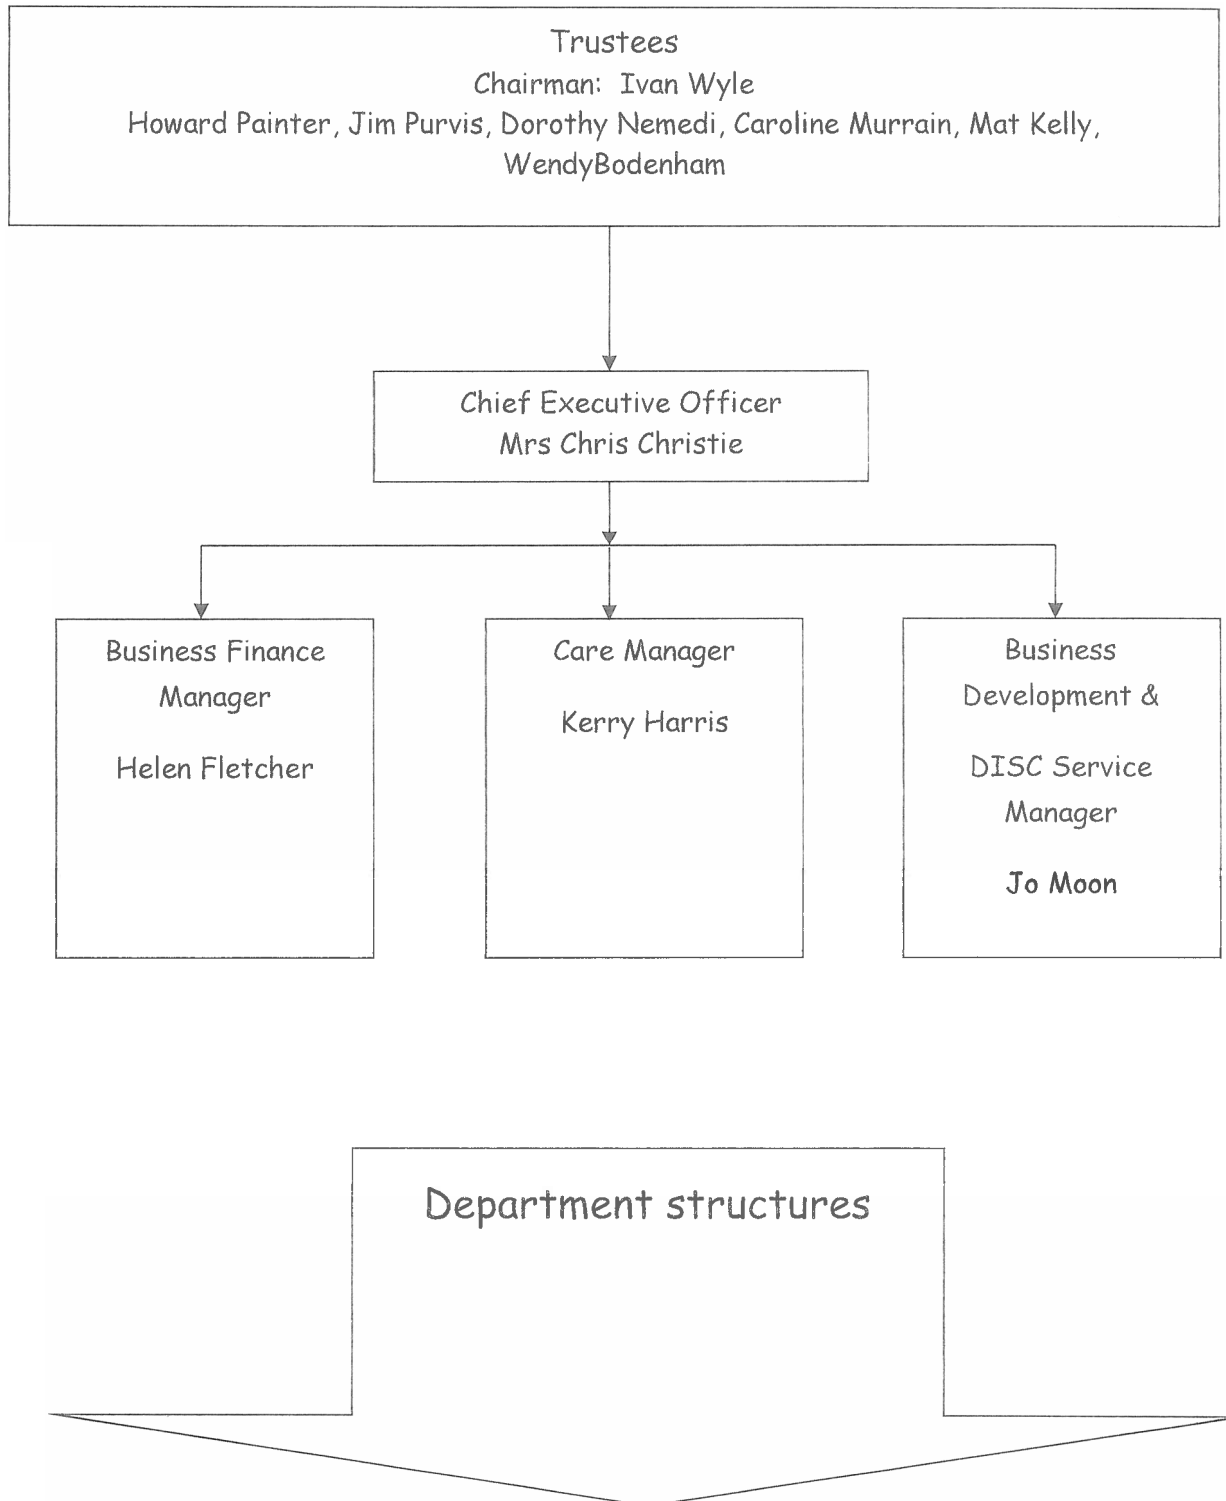 Trustees
Chairman: Ivan Wyle
Howard Painter, Jim Purvis, Dorothy Nemedi, Caroline Murrain, Mat Kelly,
WendyBodenham
Chief Executive Officer
Mrs Chris Christie
Business Finance
Manager
Helen Fletcher
Care Manager
Kerry Harris
Business
Development &
DISC Service
Manager
Jo Moon
Department structures